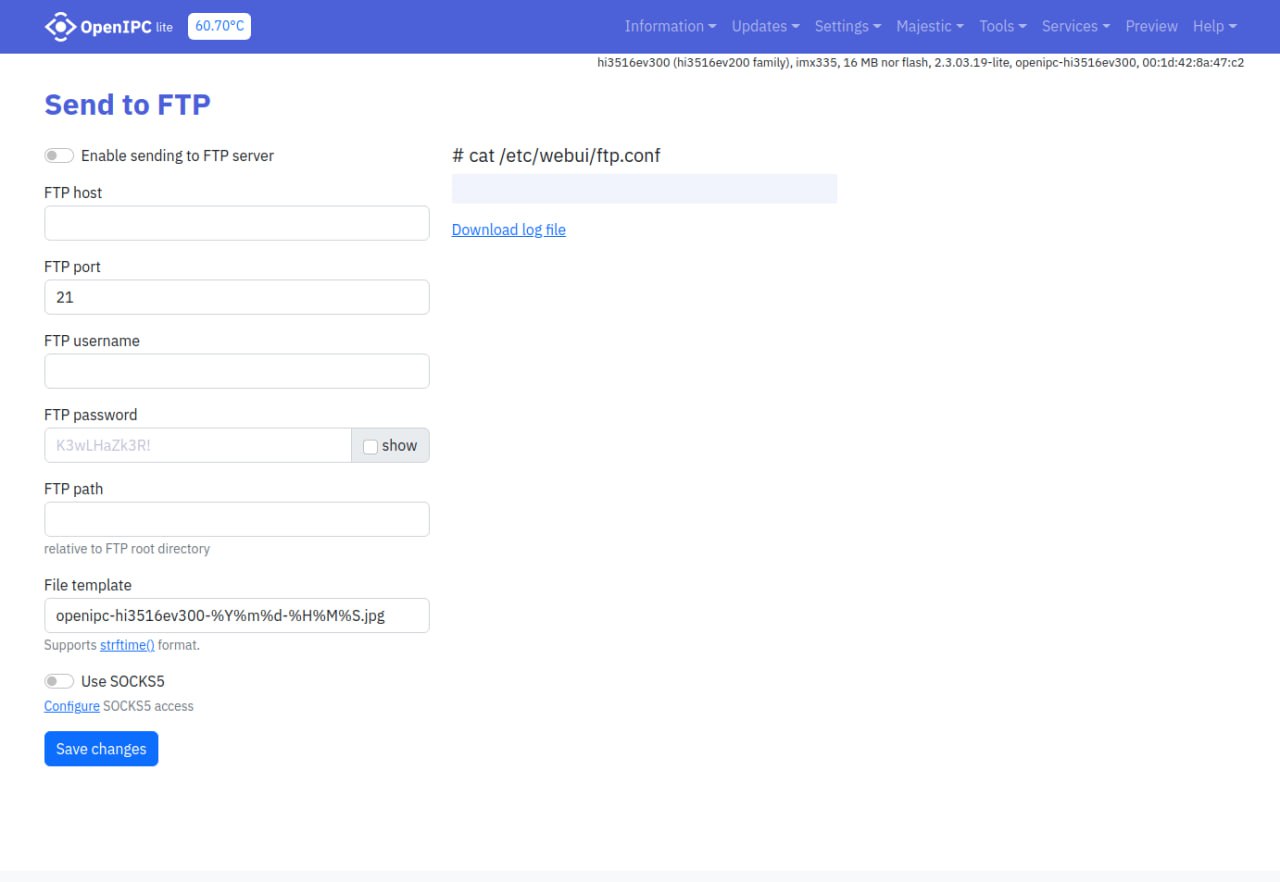 OpenIPC lite 60.70°C Information Updates Settings Majestic Tools Services Preview Help
hi3516ev300 (hi3516ev200 family), imx335, 16 MB nor flash, 2.3.03.19-lite, openipc-hi3516ev300, 00:1d:42:8a:47:c2
Send to FTP
Enable sending to FTP server
FTP host
FTP port
21
FTP username
FTP password
K3wLHaZk3R!
show
FTP path
relative to FTP root directory
File template
openipc-hi3516ev300-%Y%m%d-%H%M%S.jpg
Supports strftime() format.
Use SOCKS5
Configure SOCKS5 access
Save changes
# cat /etc/webui/ftp.conf
Download log file